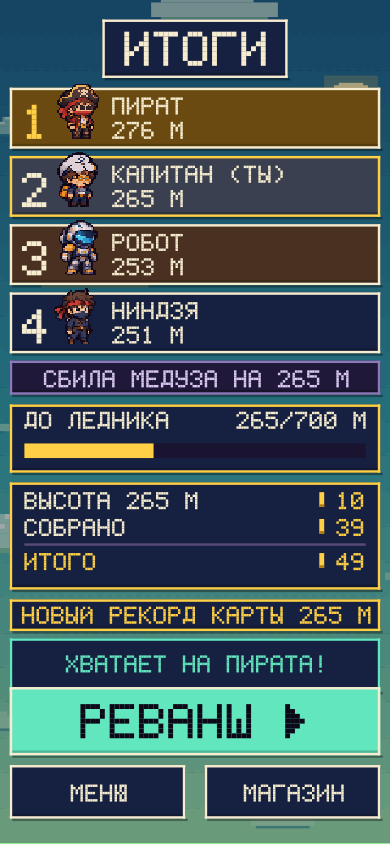 ИТОГИ
1
ПИРАТ
276 М
2
КАПИТАН (ТЫ)
265 М
3
РОБОТ
253 М
4
НИНДЗЯ
251 М
СБИЛА МЕДУЗА НА 265 М
ДО ЛЕДНИКА 265/700 М
ВЫСОТА 265 М 10
СОБРАНО 39
ИТОГО 49
НОВЫЙ РЕКОРД КАРТЫ 265 М
ХВАТАЕТ НА ПИРАТА!
РЕВАНШ
МЕНЮ
МАГАЗИН